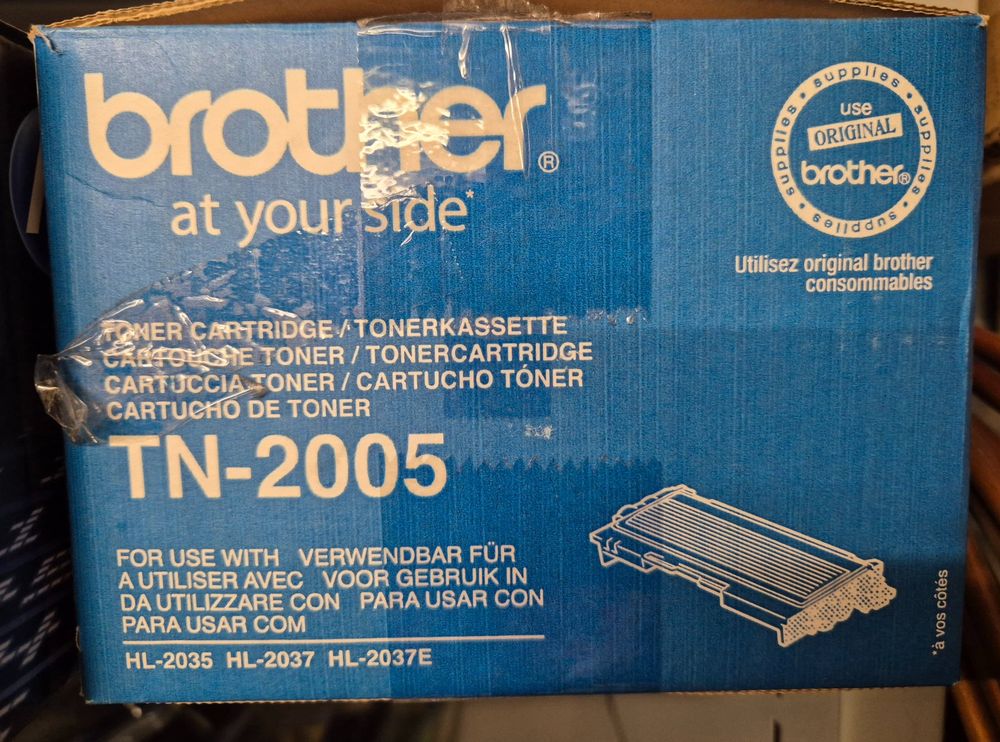 brother®
at your side*
supplies • supplies • supplies • supplies •
use
ORIGINAL
brother®
Utilisez original brother
consommables
TONER CARTRIDGE / TONERKASSETTE
CARTOUCHE TONER / TONERCARTRIDGE
CARTUCCIA TONER / CARTUCHO TÓNER
CARTUCHO DE TONER
TN-2005
FOR USE WITH VERWENDBAR FÜR
A UTILISER AVEC VOOR GEBRUIK IN
DA UTILIZZARE CON PARA USAR CON
PARA USAR COM
HL-2035 HL-2037 HL-2037E
*à vos côtés